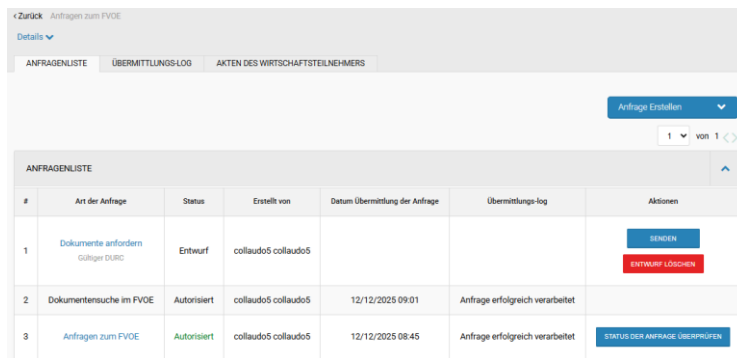 ‹Zurück Anfragen zum FVOE
Details
ANFRAGENLISTE ÜBERMITTLUNGS-LOG AKTEN DES WIRTSCHAFTSTEILNEHMERS
Anfrage Erstellen
1 von 1 < >
ANFRAGENLISTE
# Art der Anfrage Status Erstellt von Datum Übermittlung der Anfrage Übermittlungs-log Aktionen
1 Dokumente anfordern Entwurf collaudo5 collaudo5 SENDEN
Gültiger DURC ENTWURF LÖSCHEN
2 Dokumentensuche im FVOE Autorisiert collaudo5 collaudo5 12/12/2025 09:01 Anfrage erfolgreich verarbeitet
3 Anfragen zum FVOE Autorisiert collaudo5 collaudo5 12/12/2025 08:45 Anfrage erfolgreich verarbeitet STATUS DER ANFRAGE ÜBERPRÜFEN